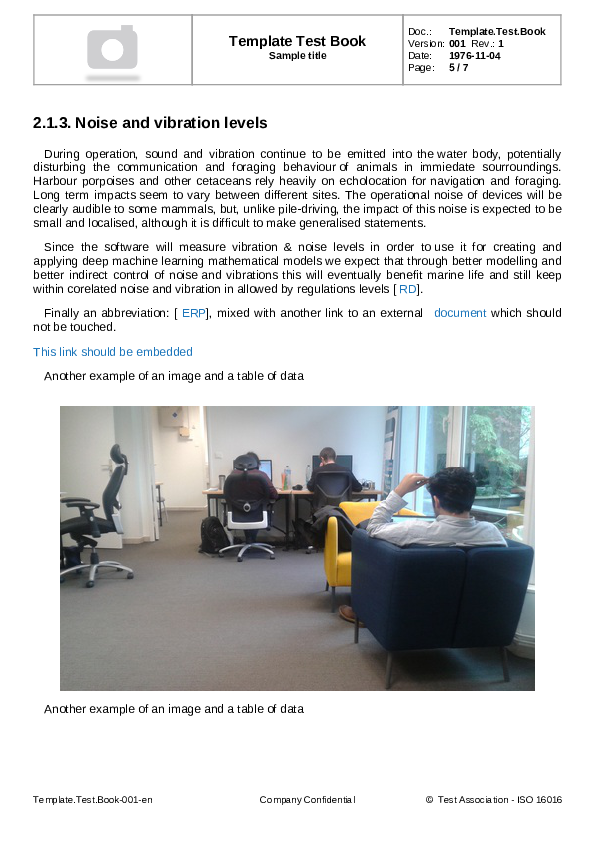 Template Test Book
Sample title
Doc.: Template.Test.Book
Version: 001 Rev.: 1
Date: 1976-11-04
Page: 5 / 7
2.1.3. Noise and vibration levels
During operation, sound and vibration continue to be emitted into the water body, potentially
disturbing the communication and foraging behaviour of animals in immiedate sourroundings.
Harbour porpoises and other cetaceans rely heavily on echolocation for navigation and foraging.
Long term impacts seem to vary between different sites. The operational noise of devices will be
clearly audible to some mammals, but, unlike pile-driving, the impact of this noise is expected to be
small and localised, although it is difficult to make generalised statements.
Since the software will measure vibration & noise levels in order to use it for creating and
applying deep machine learning mathematical models we expect that through better modelling and
better indirect control of noise and vibrations this will eventually benefit marine life and still keep
within corelated noise and vibration in allowed by regulations levels [ RD].
Finally an abbreviation: [ ERP], mixed with another link to an external document which should
not be touched.
This link should be embedded
Another example of an image and a table of data
Another example of an image and a table of data
Template.Test.Book-001-en
Company Confidential
© Test Association - ISO 16016